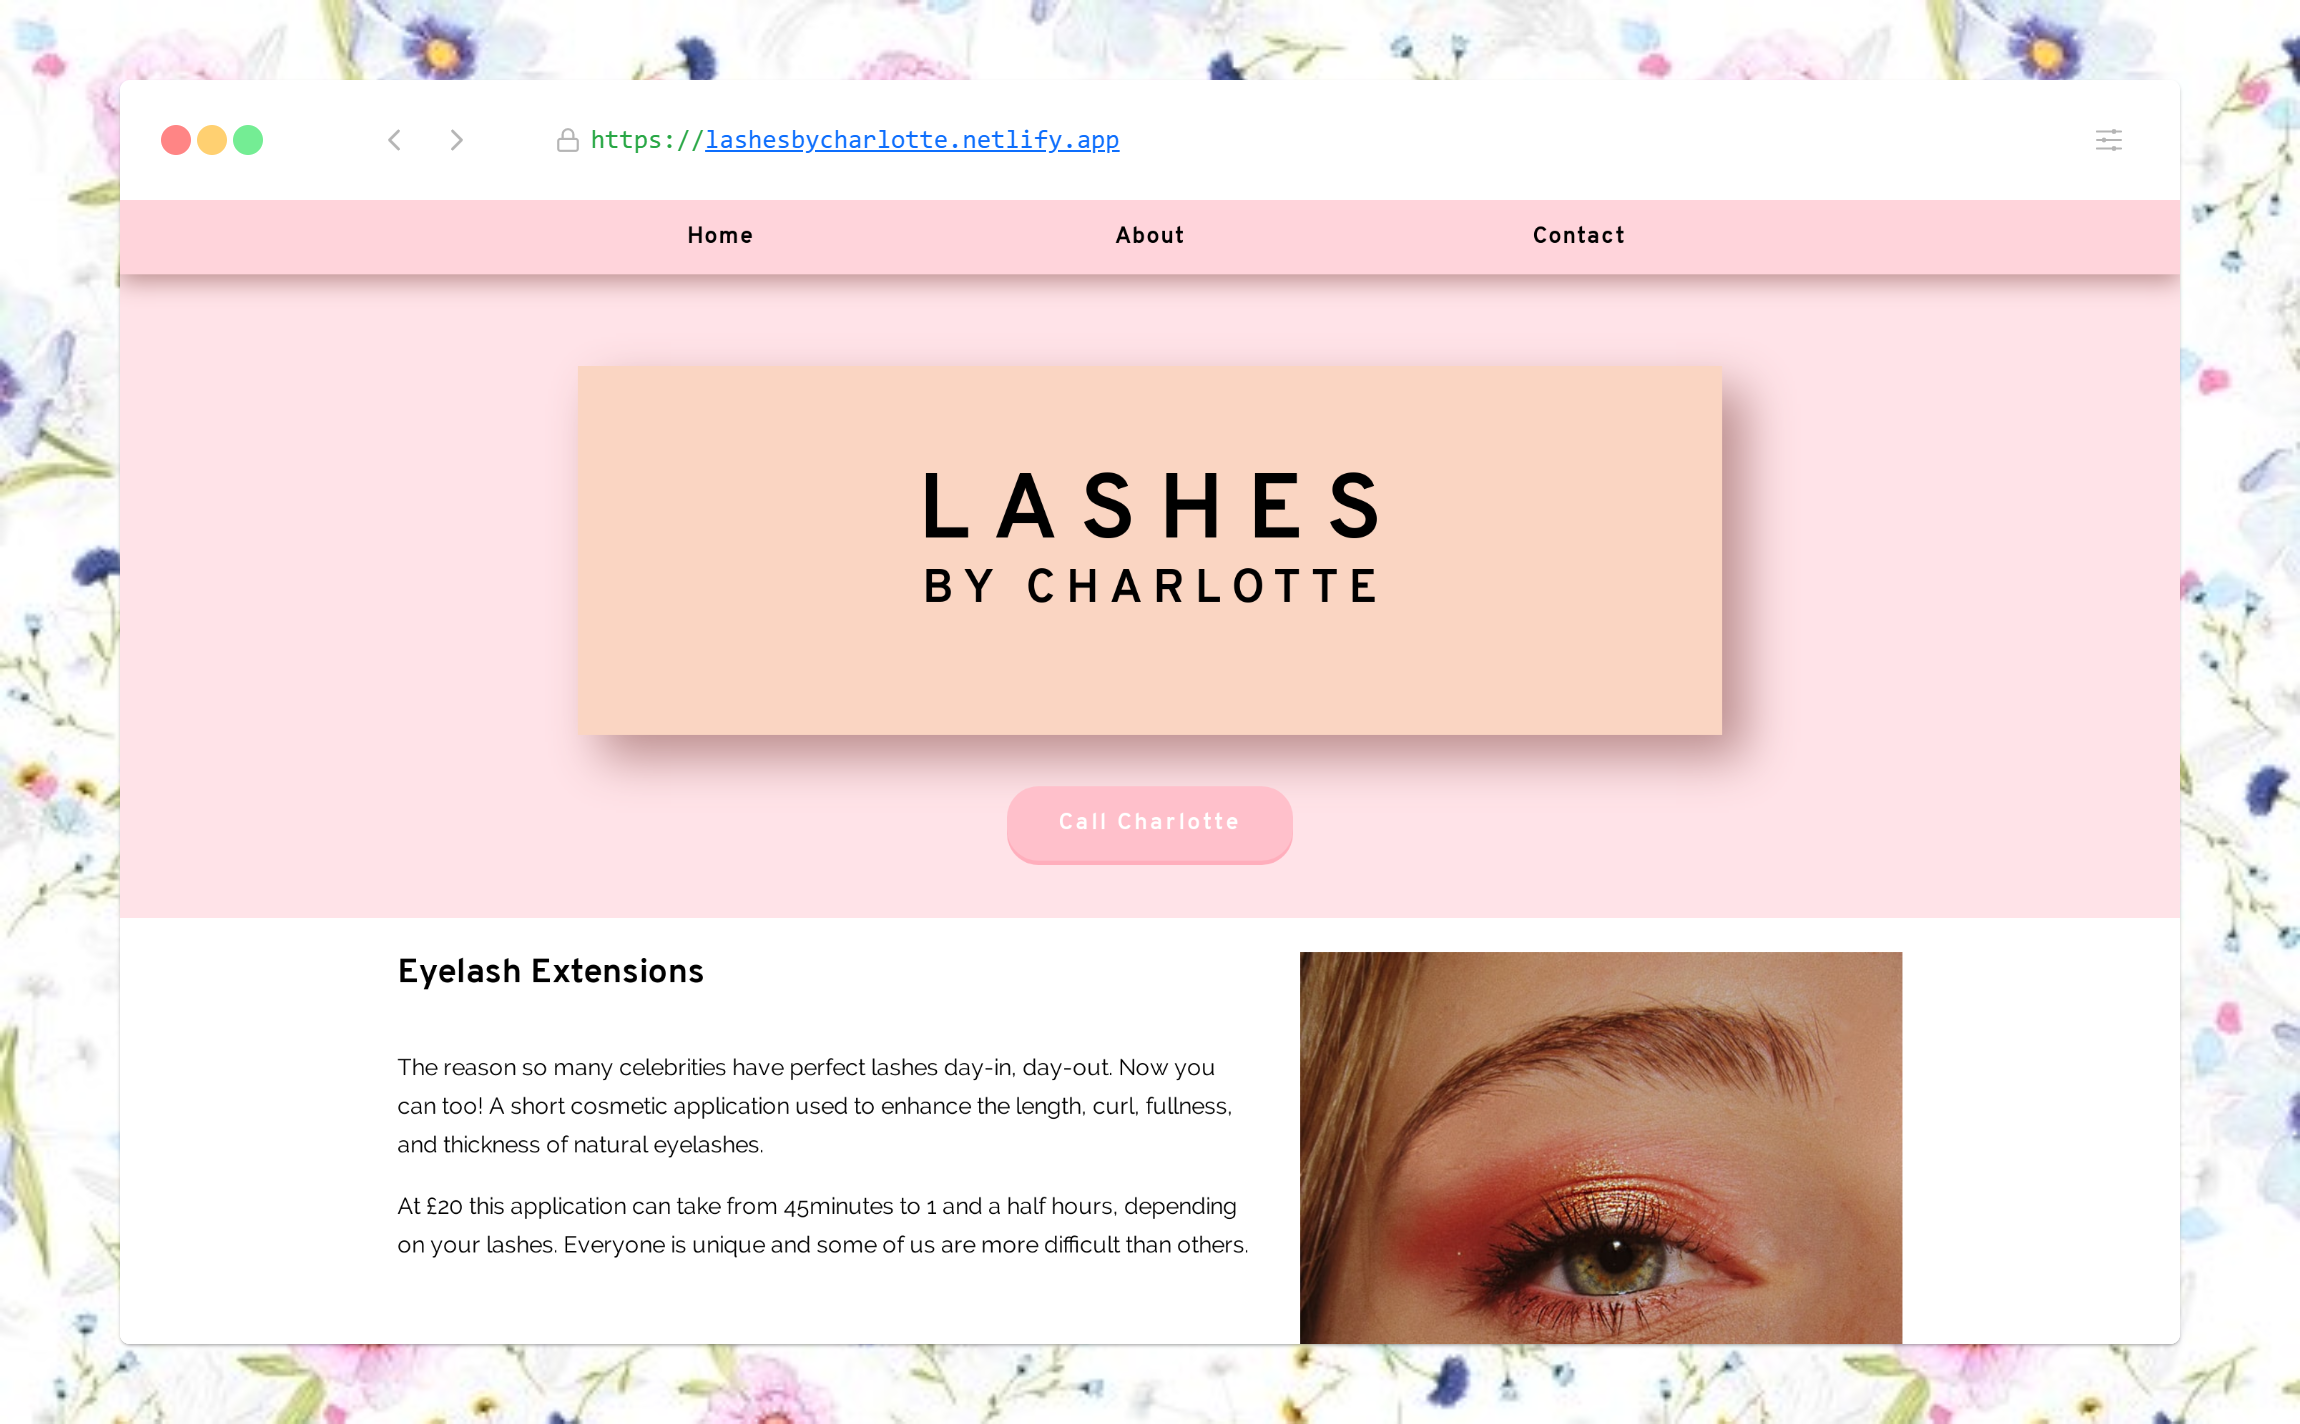 https://lashesbycharlotte.netlify.app
Home About Contact
LASHES
BY CHARLOTTE
Call Charlotte
Eyelash Extensions
The reason so many celebrities have perfect lashes day-in, day-out. Now you
can too! A short cosmetic application used to enhance the length, curl, fullness,
and thickness of natural eyelashes.
At £20 this application can take from 45minutes to 1 and a half hours, depending
on your lashes. Everyone is unique and some of us are more difficult than others.